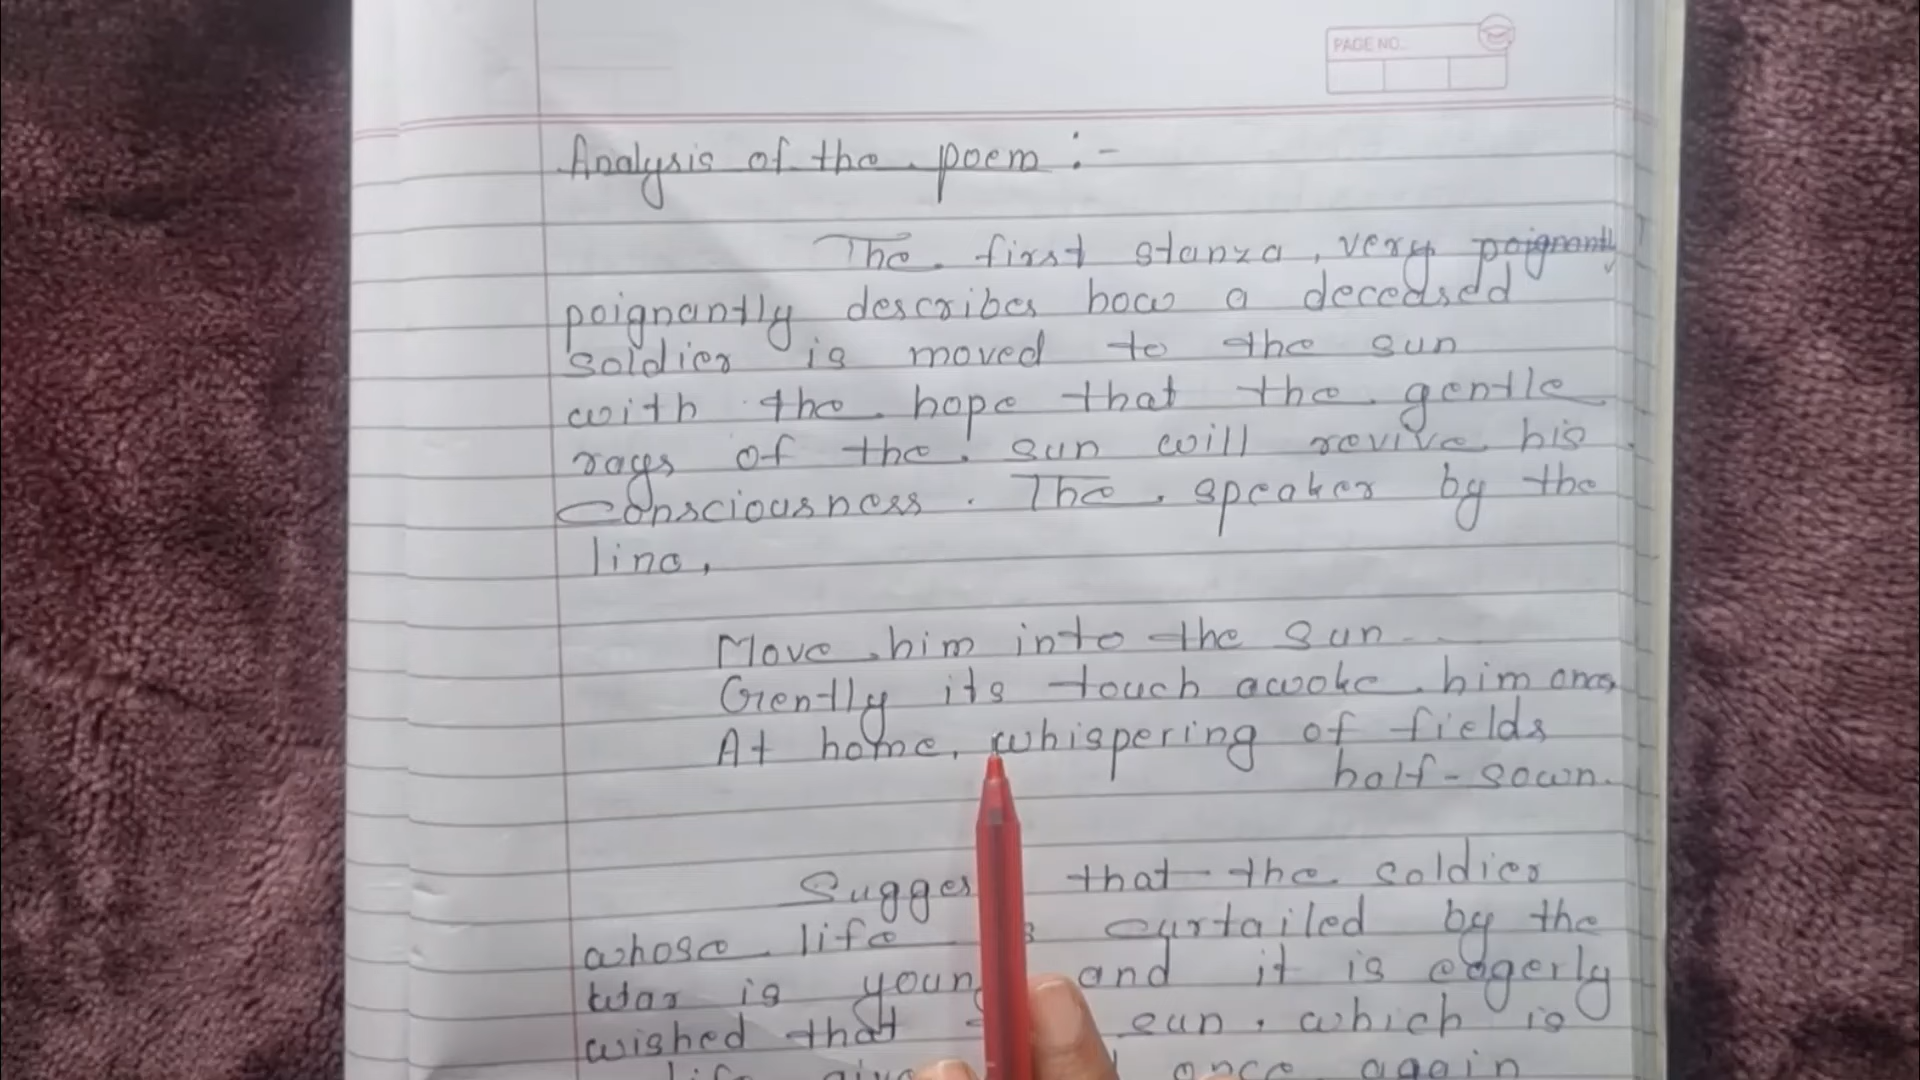 PAGE NO.
Analysis of the poem :-
The first stanza, very poignantly
poignantly describes how a deceased
soldier is moved to the sun
with the hope that the gentle
rays of the sun will revive his
consciousness. The speaker by the
line,
Move him into the sun
Gently its touch awoke him once,
At home, whispering of fields
half-sown.
that the soldier
whose life curtailed by the
war is and it is eagerly
wished that sun, which is
once again